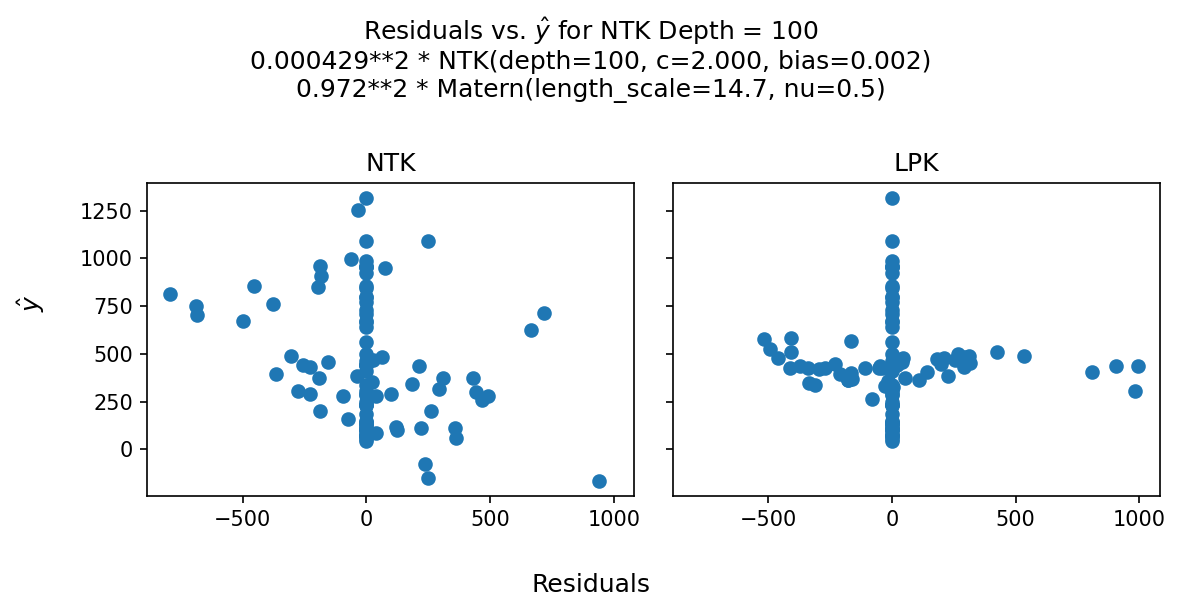 Residuals vs. ŷ for NTK Depth = 100
0.000429**2 * NTK(depth=100, c=2.000, bias=0.002)
0.972**2 * Matern(length_scale=14.7, nu=0.5)
NTK
LPK
1250
1000
750
500
250
0
ŷ
−500 0 500 1000
−500 0 500 1000
Residuals